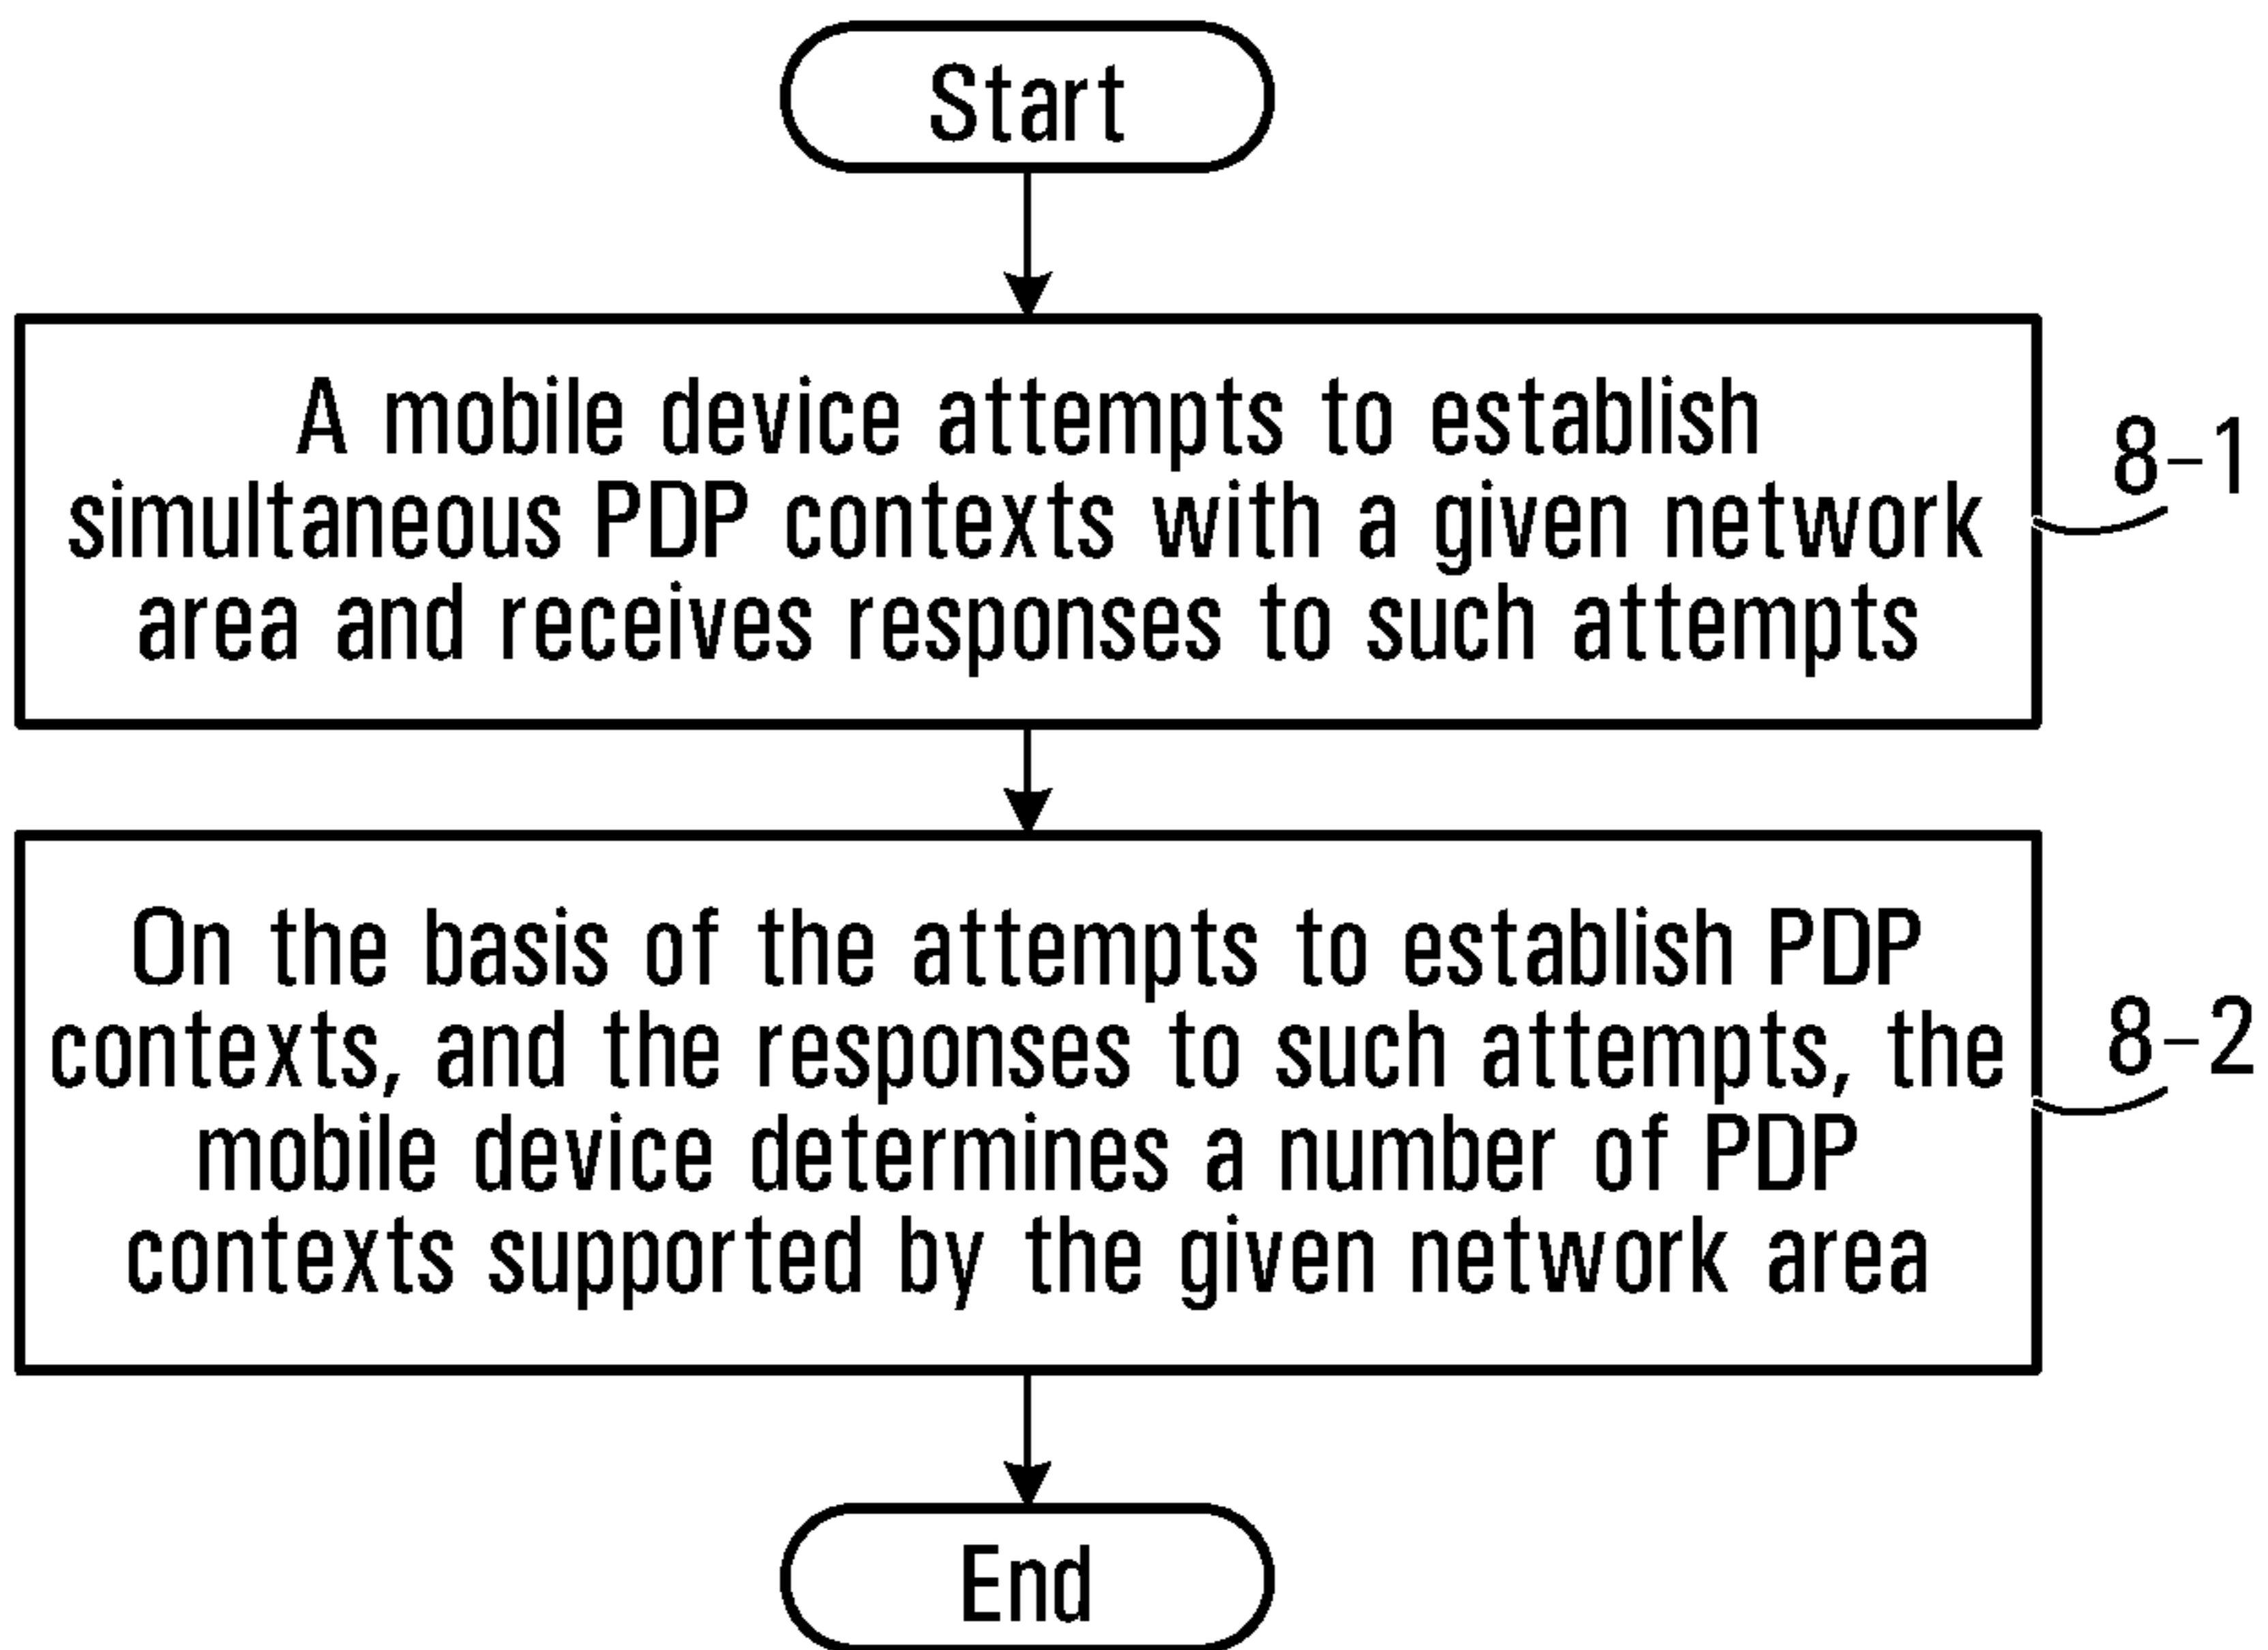 Start
A mobile device attempts to establish
simultaneous PDP contexts with a given network
area and receives responses to such attempts
8-1
On the basis of the attempts to establish PDP
contexts, and the responses to such attempts, the
mobile device determines a number of PDP
contexts supported by the given network area
8-2
End